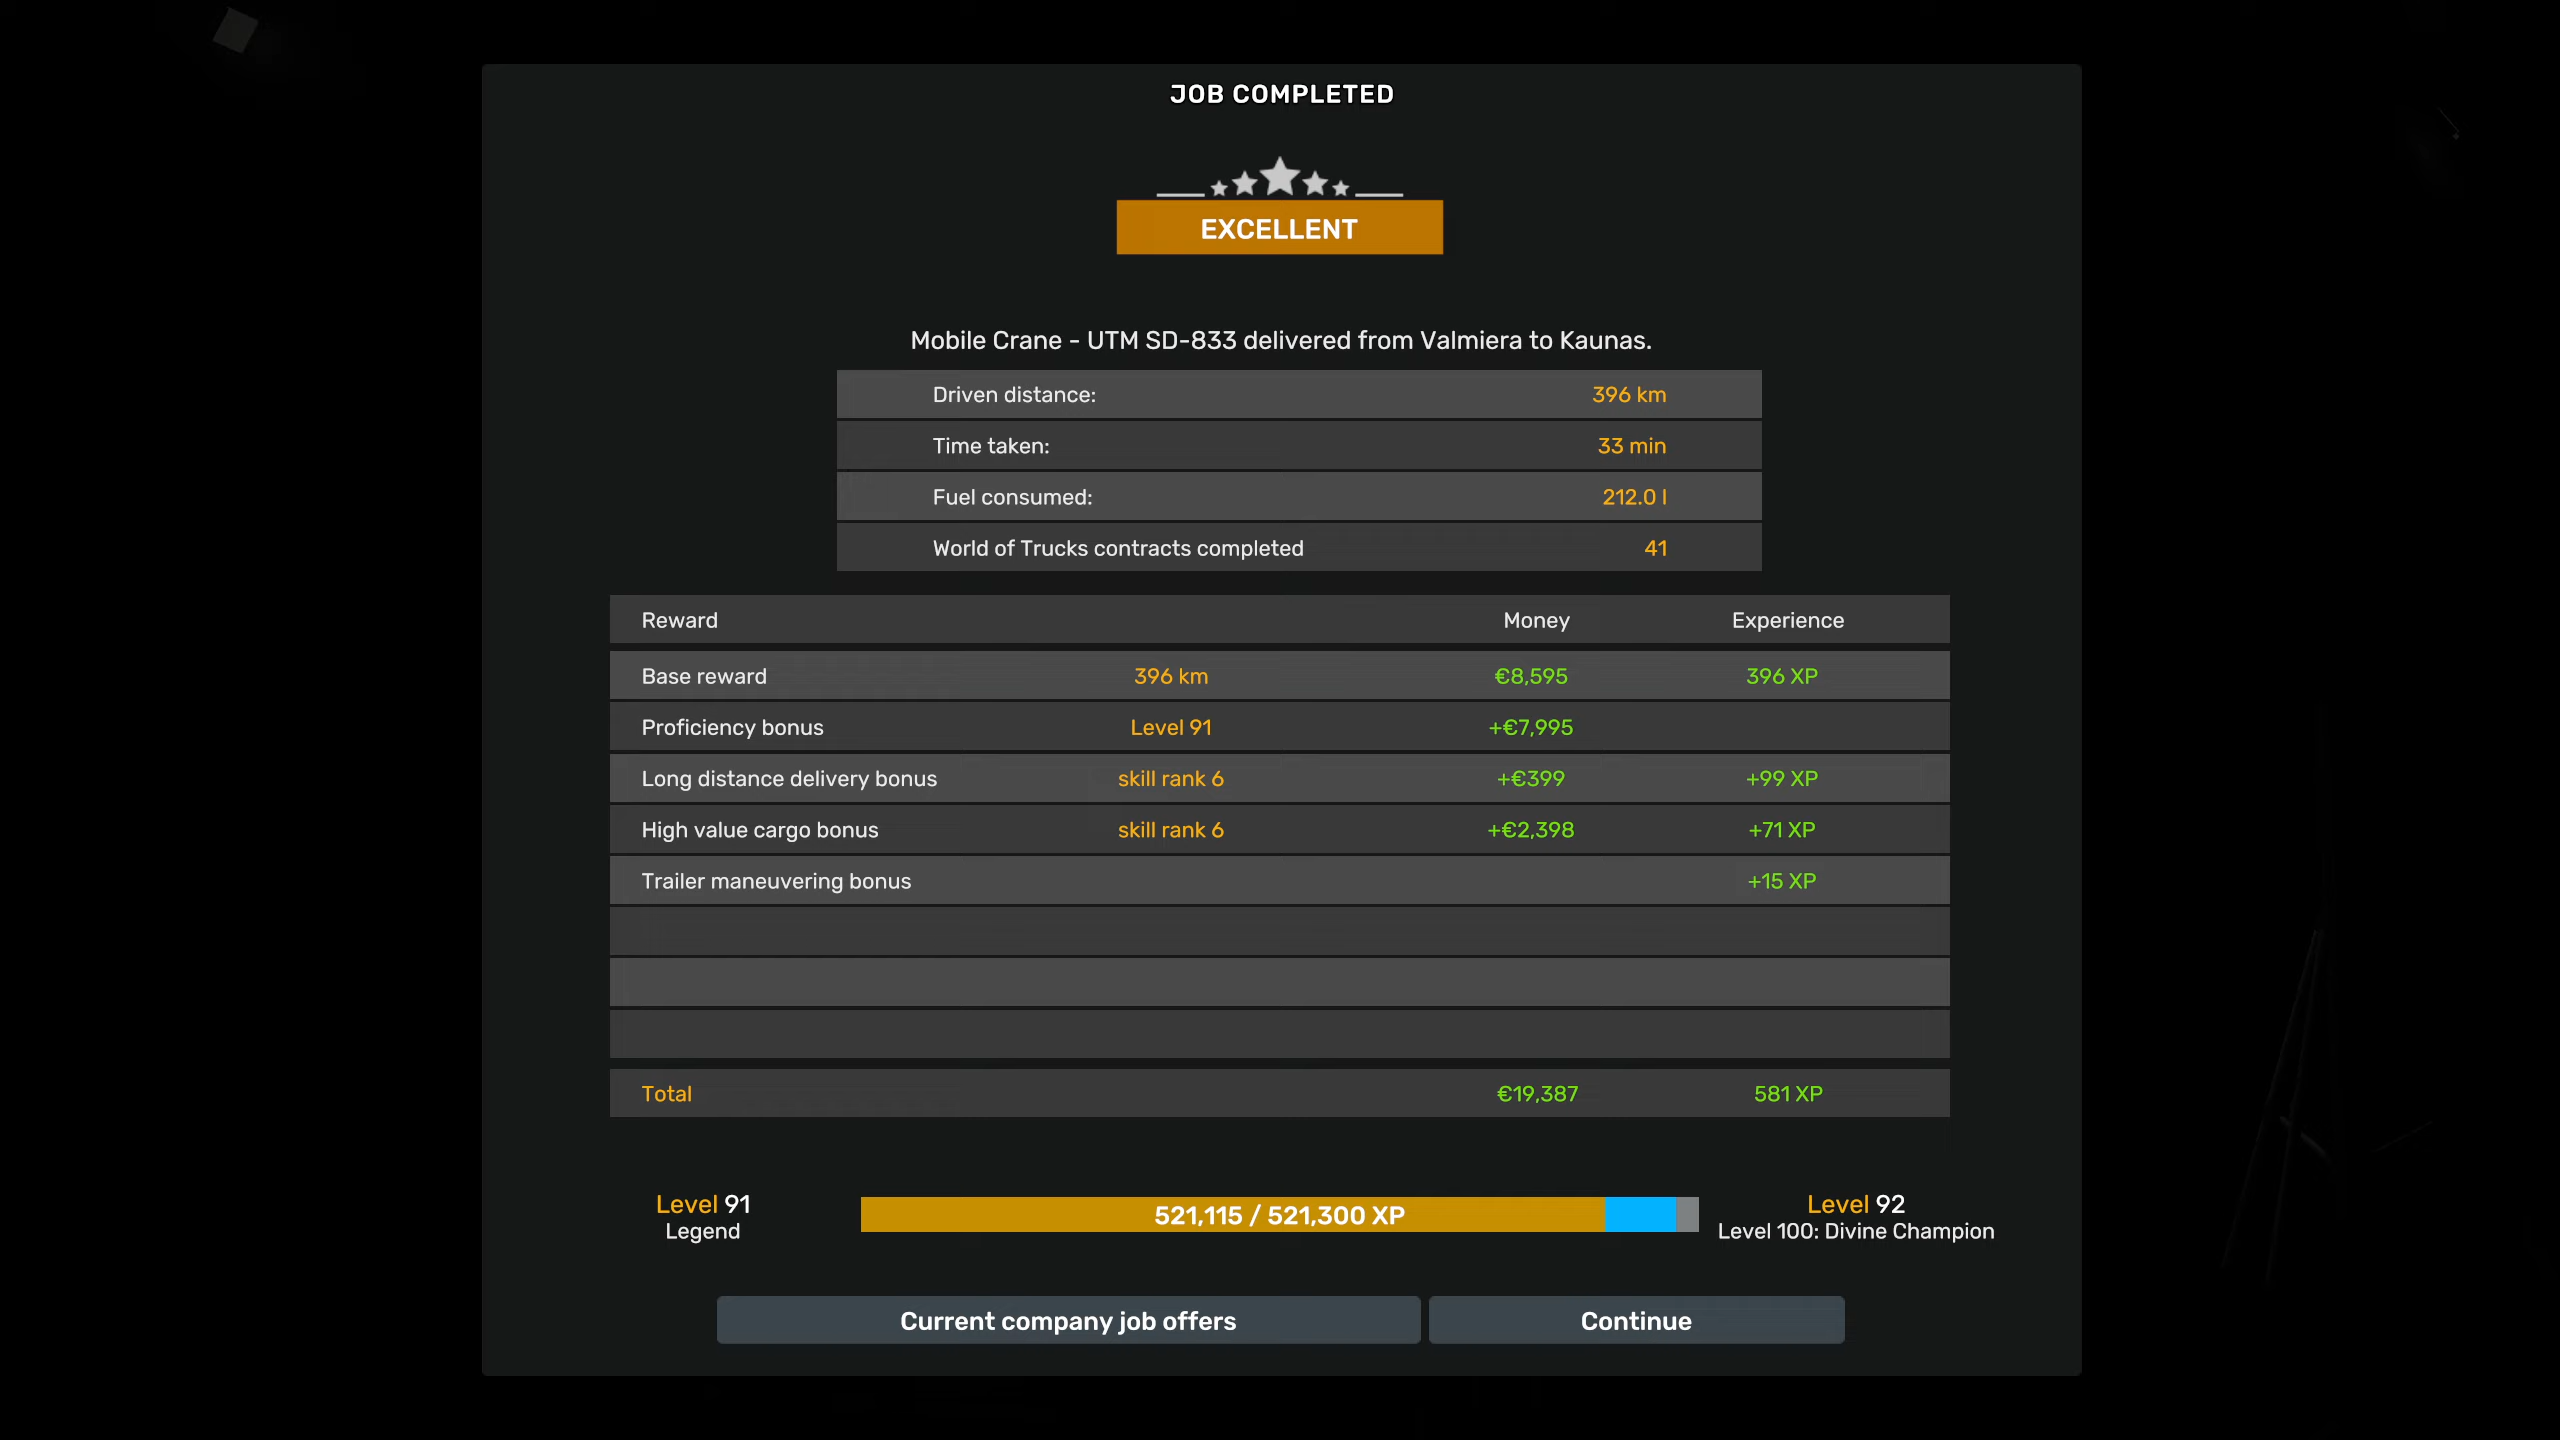 JOB COMPLETED
EXCELLENT
Mobile Crane - UTM SD-833 delivered from Valmiera to Kaunas.
Driven distance: 396 km
Time taken: 33 min
Fuel consumed: 212.0 l
World of Trucks contracts completed 41
Reward Money Experience
Base reward 396 km €8,595 396 XP
Proficiency bonus Level 91 +€7,995
Long distance delivery bonus skill rank 6 +€399 +99 XP
High value cargo bonus skill rank 6 +€2,398 +71 XP
Trailer maneuvering bonus +15 XP
Total €19,387 581 XP
Level 91 521,115 / 521,300 XP Level 92
Legend Level 100: Divine Champion
Current company job offers Continue